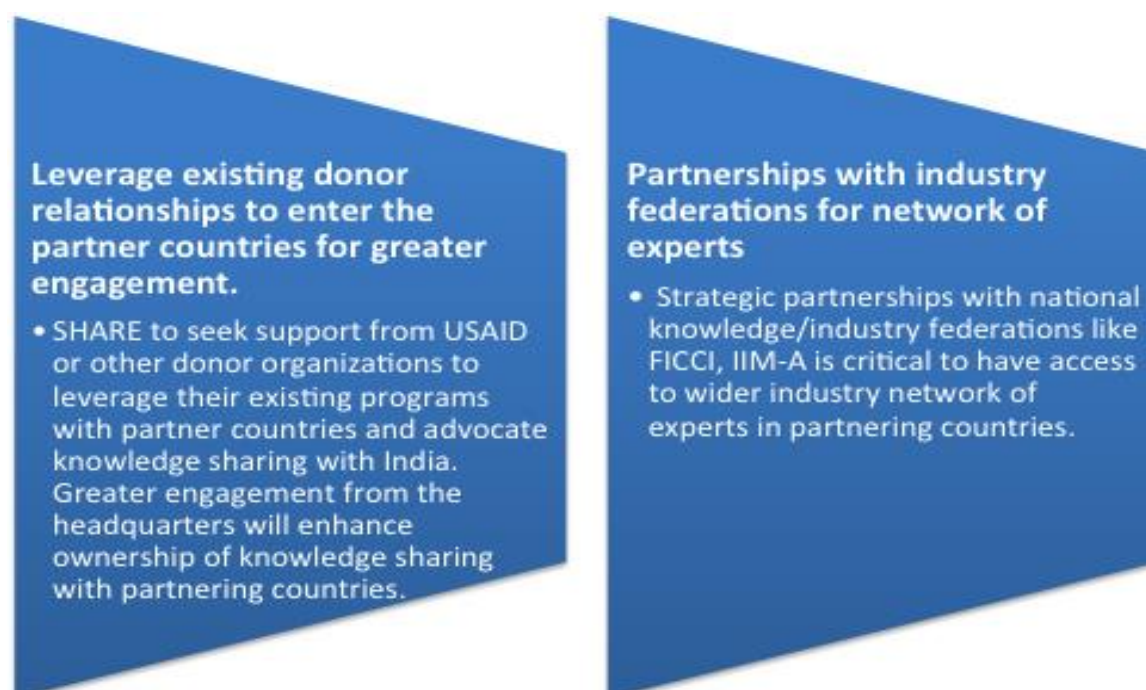 Leverage existing donor
relationships to enter the
partner countries for greater
engagement.
• SHARE to seek support from USAID
or other donor organizations to
leverage their existing programs
with partner countries and advocate
knowledge sharing with India.
Greater engagement from the
headquarters will enhance
ownership of knowledge sharing
with partnering countries.
Partnerships with industry
federations for network of
experts
• Strategic partnerships with national
knowledge/industry federations like
FICCI, IIM-A is critical to have access
to wider industry network of
experts in partnering countries.